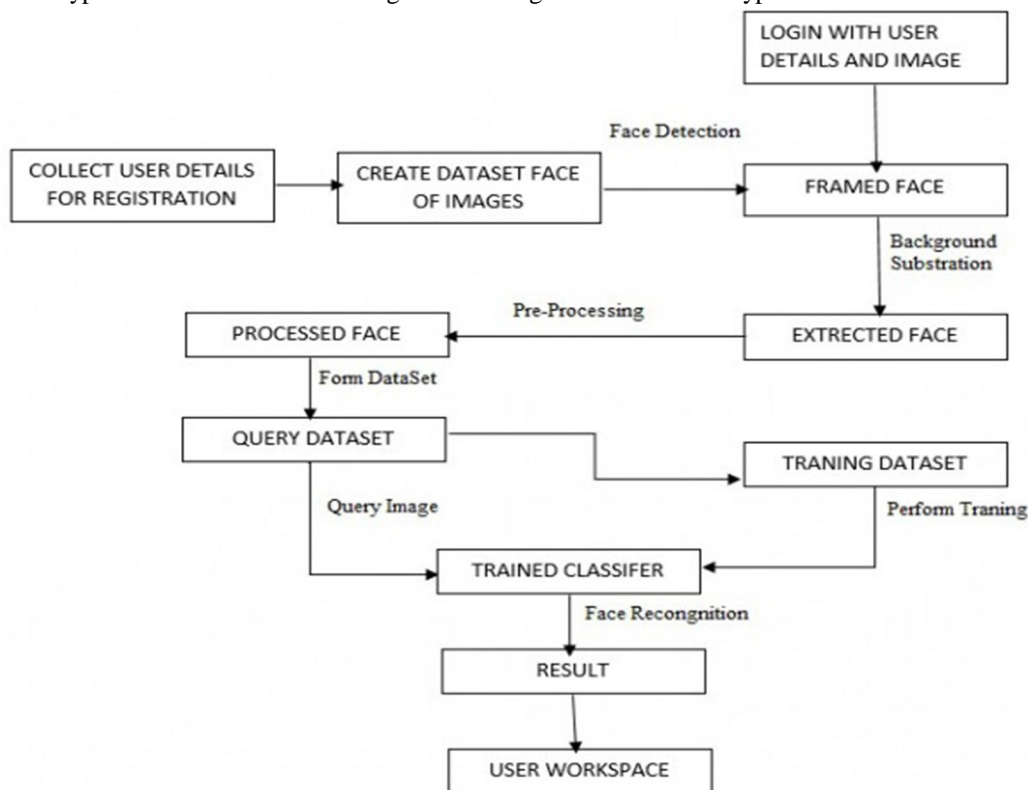 LOGIN WITH USER
DETAILS AND IMAGE
Face Detection
COLLECT USER DETAILS
FOR REGISTRATION
CREATE DATASET FACE
OF IMAGES
FRAMED FACE
Background
Substration
Pre-Processing
PROCESSED FACE
EXTRECTED FACE
Form DataSet
QUERY DATASET
TRANING DATASET
Query Image
Perform Traning
TRAINED CLASSIFER
Face Recongnition
RESULT
USER WORKSPACE